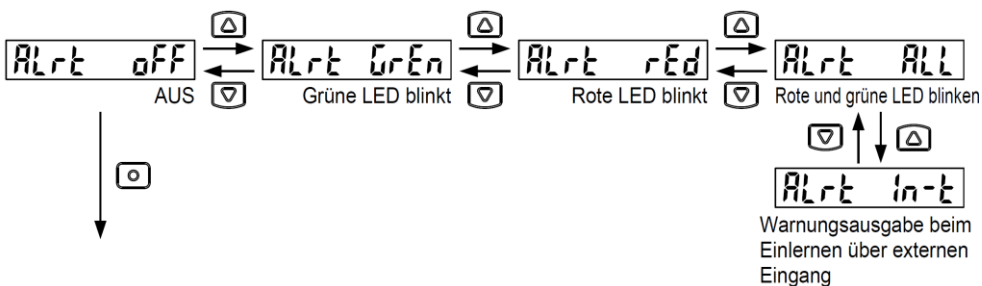 ALrt oFF
ALrt GrEn
ALrt rEd
ALrt ALL
AUS
Grüne LED blinkt
Rote LED blinkt
Rote und grüne LED blinken
ALrt In-t
Warnungsausgabe beim
Einlernen über externen
Eingang